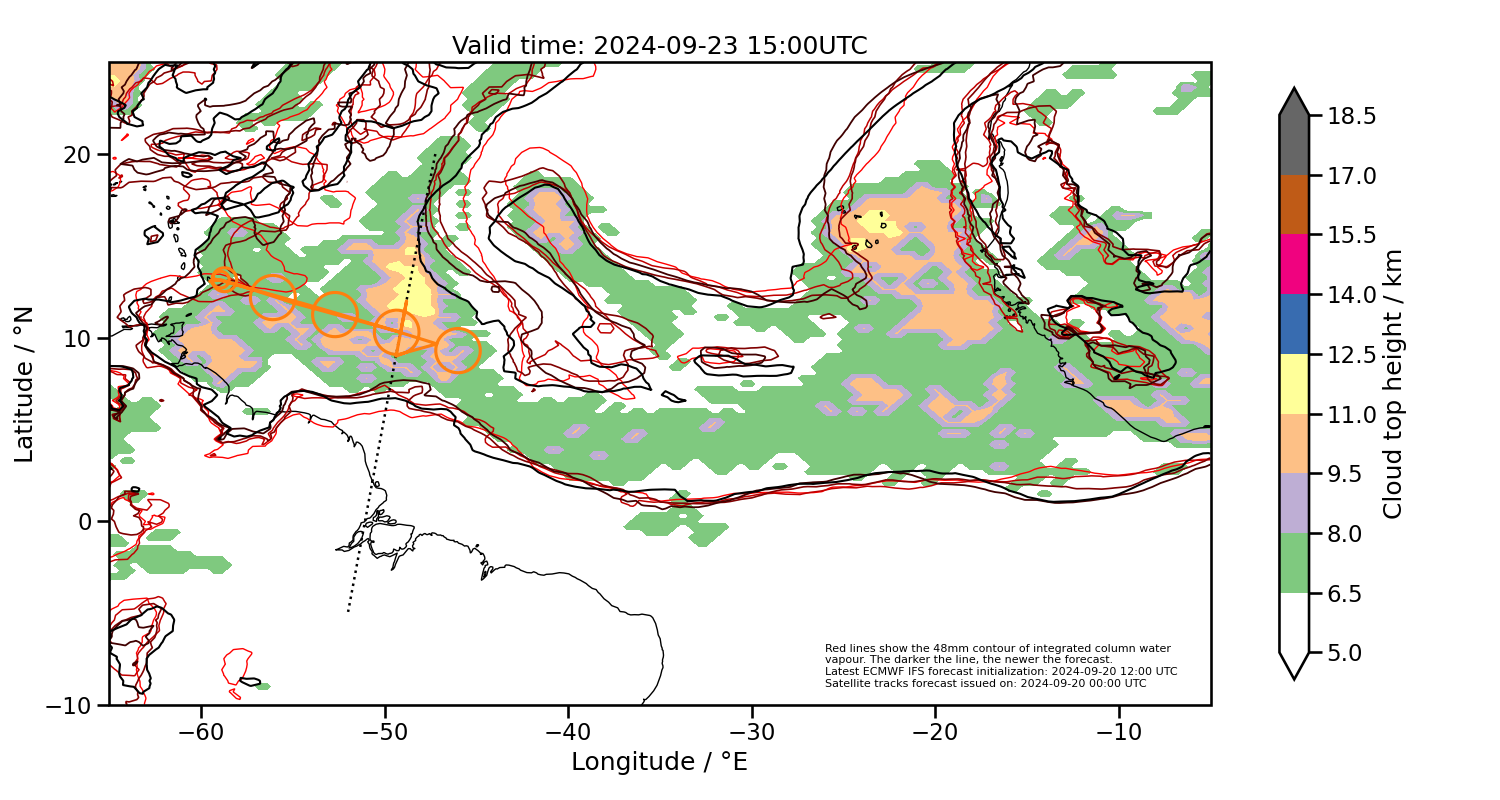 Valid time: 2024-09-23 15:00UTC
20
10
0
−10
Latitude / °N
−60
−50
−40
−30
−20
−10
Longitude / °E
Red lines show the 48mm contour of integrated column water
vapour. The darker the line, the newer the forecast.
Latest ECMWF IFS forecast initialization: 2024-09-20 12:00 UTC
Satellite tracks forecast issued on: 2024-09-20 00:00 UTC
18.5
17.0
15.5
14.0
12.5
11.0
9.5
8.0
6.5
5.0
Cloud top height / km